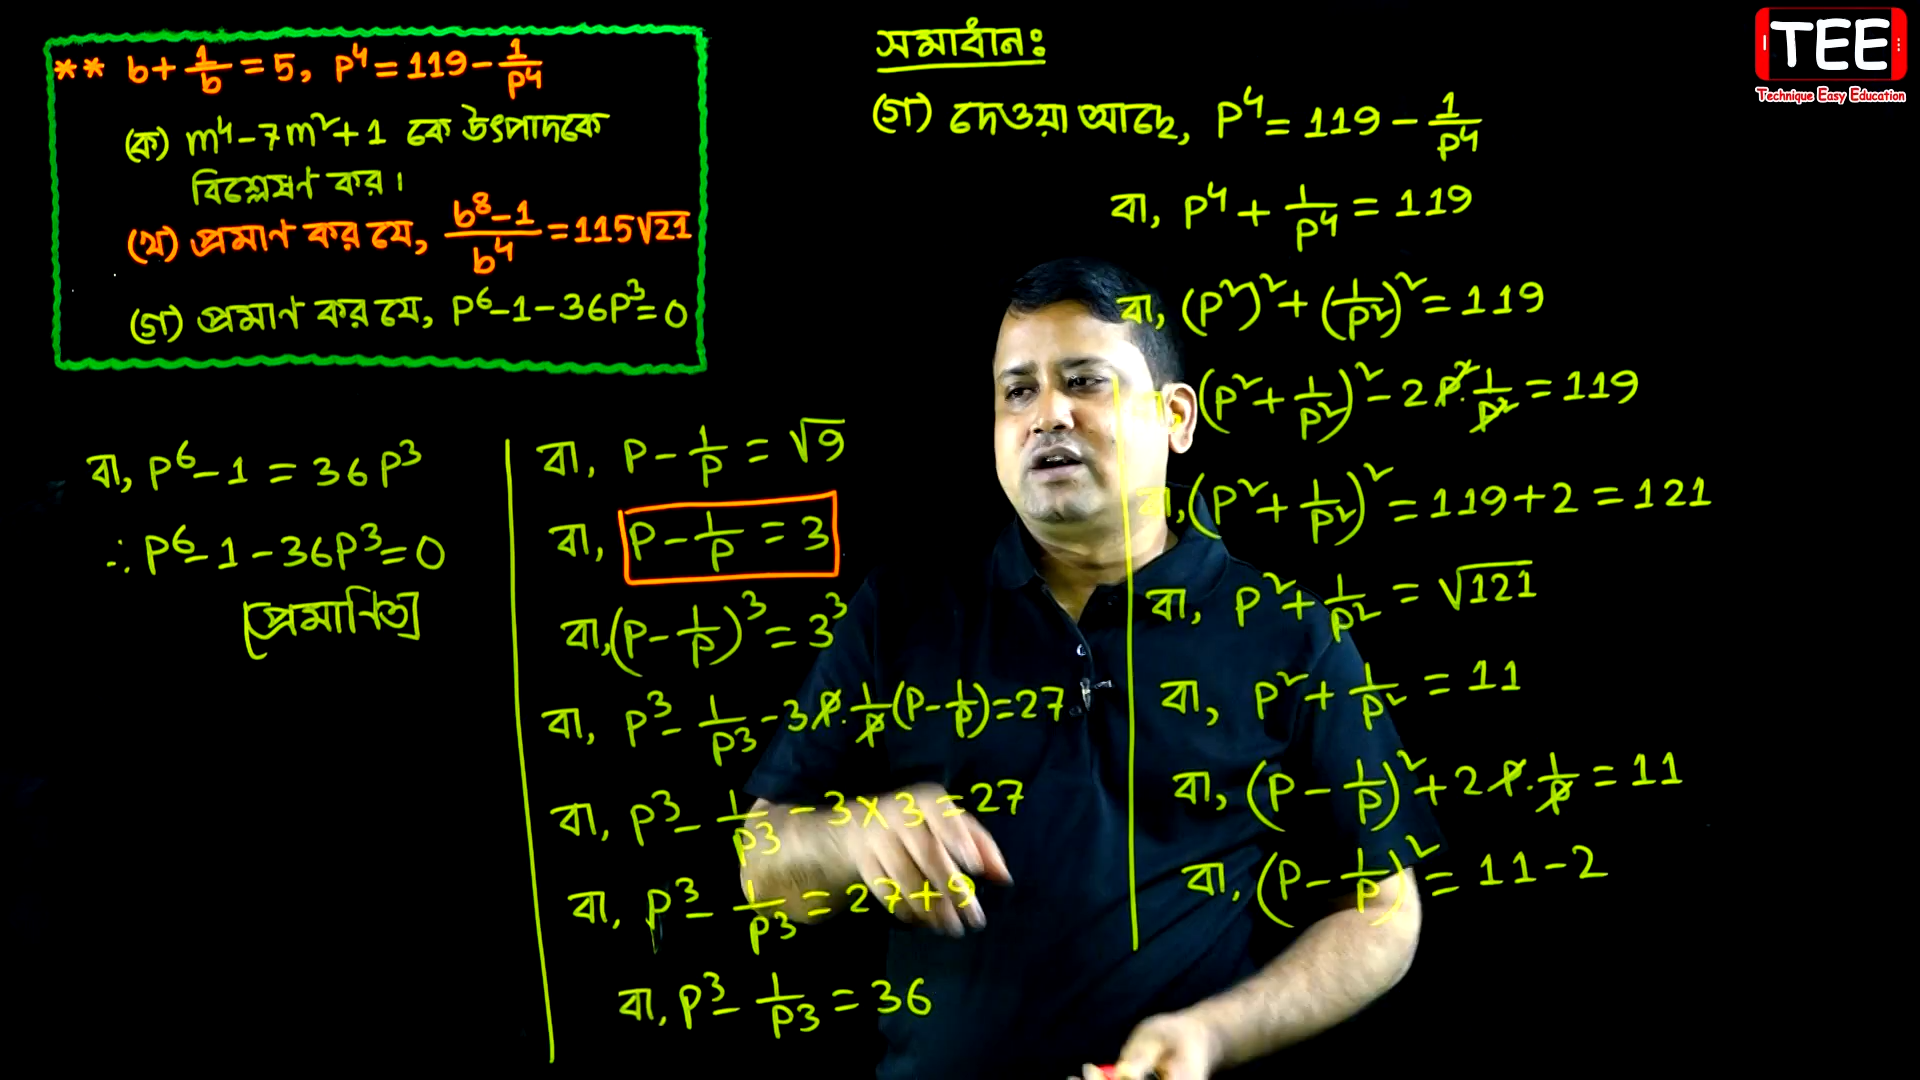 ** b + 1/b = 5, P⁴ = 119 - 1/P⁴
(ক) m⁴ - 7m² + 1 কে উৎপাদকে
বিশ্লেষণ কর।
(খ) প্রমাণ কর যে, (b⁸ - 1)/b⁴ = 115√21
(গ) প্রমাণ কর যে, P⁶ - 1 - 36P³ = 0
সমাধান:
(গ) দেওয়া আছে, P⁴ = 119 - 1/P⁴
বা, P⁴ + 1/P⁴ = 119
বা, (P²)² + (1/P²)² = 119
(P² + 1/P²)² - 2 P². 1/P² = 119
বা, (P² + 1/P²)² = 119 + 2 = 121
বা, P² + 1/P² = √121
বা, P² + 1/P² = 11
বা, (P - 1/P)² + 2 P. 1/P = 11
বা, (P - 1/P)² = 11 - 2
বা, P - 1/P = √9
বা, P - 1/P = 3
বা, (P - 1/P)³ = 3³
বা, P³ - 1/P³ - 3 P. 1/P (P - 1/P) = 27
বা, P³ - 1/P³ - 3 × 3 = 27
বা, P³ - 1/P³ = 27 + 9
বা, P³ - 1/P³ = 36
বা, P⁶ - 1 = 36P³
∴ P⁶ - 1 - 36P³ = 0
[প্রমানিত]
TEE
Technique Easy Education